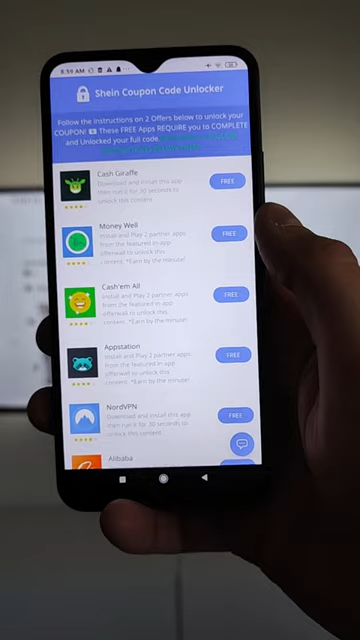 8:59 AM
Shein Coupon Code Unlocker
Follow the Instructions on 2 Offers below to unlock your
COUPON! These FREE Apps REQUIRE you to COMPLETE
and Unlocked your full code.
Cash Giraffe
Download and install this app
then run it for 30 seconds to
unlock this content
FREE
Money Well
Install and Play 2 partner apps
from the featured in-app
offerwall to unlock this
content. *Earn by the minute!
FREE
Cash'em All
Install and Play 2 partner apps
from the featured in-app
offerwall to unlock this
content. *Earn by the minute!
FREE
Appstation
Install and Play 2 partner apps
from the featured in-app
offerwall to unlock this
content. *Earn by the minute!
FREE
NordVPN
Download and install this app
then run it for 30 seconds to
unlock this content
FREE
Alibaba